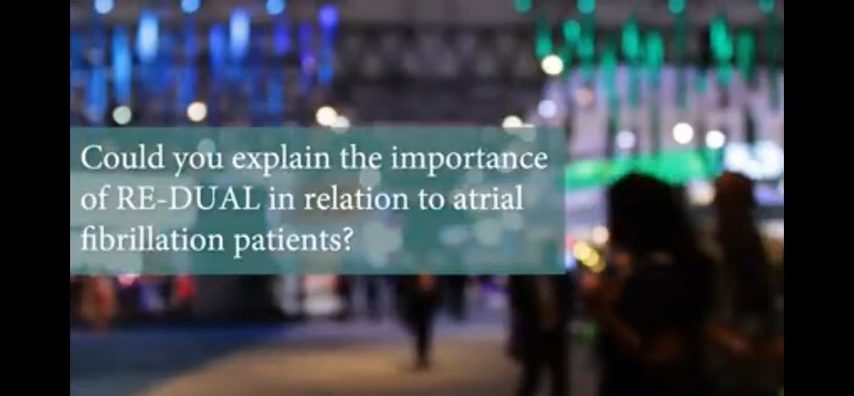 Could you explain the importance
of RE-DUAL in relation to atrial
fibrillation patients?